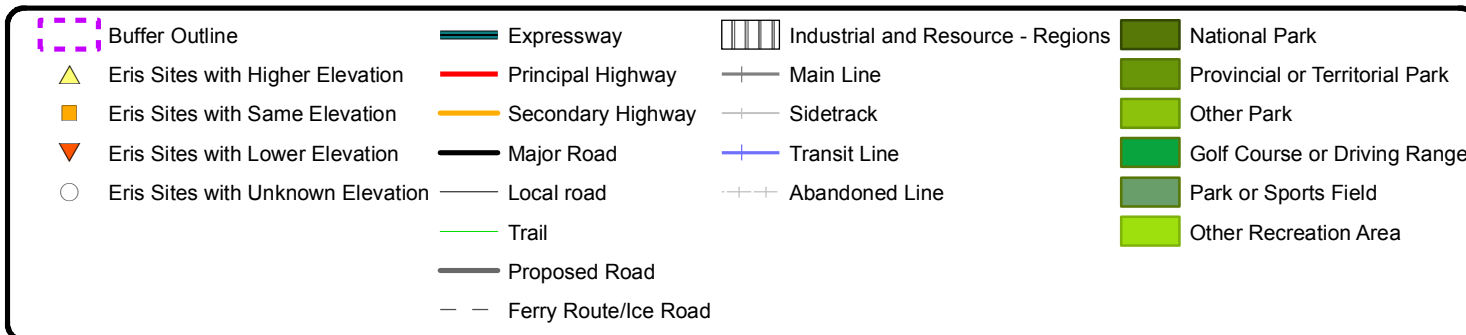 Buffer Outline
Eris Sites with Higher Elevation
Eris Sites with Same Elevation
Eris Sites with Lower Elevation
Eris Sites with Unknown Elevation
Expressway
Principal Highway
Secondary Highway
Major Road
Local road
Trail
Proposed Road
Ferry Route/Ice Road
Industrial and Resource - Regions
Main Line
Sidetrack
Transit Line
Abandoned Line
National Park
Provincial or Territorial Park
Other Park
Golf Course or Driving Range
Park or Sports Field
Other Recreation Area